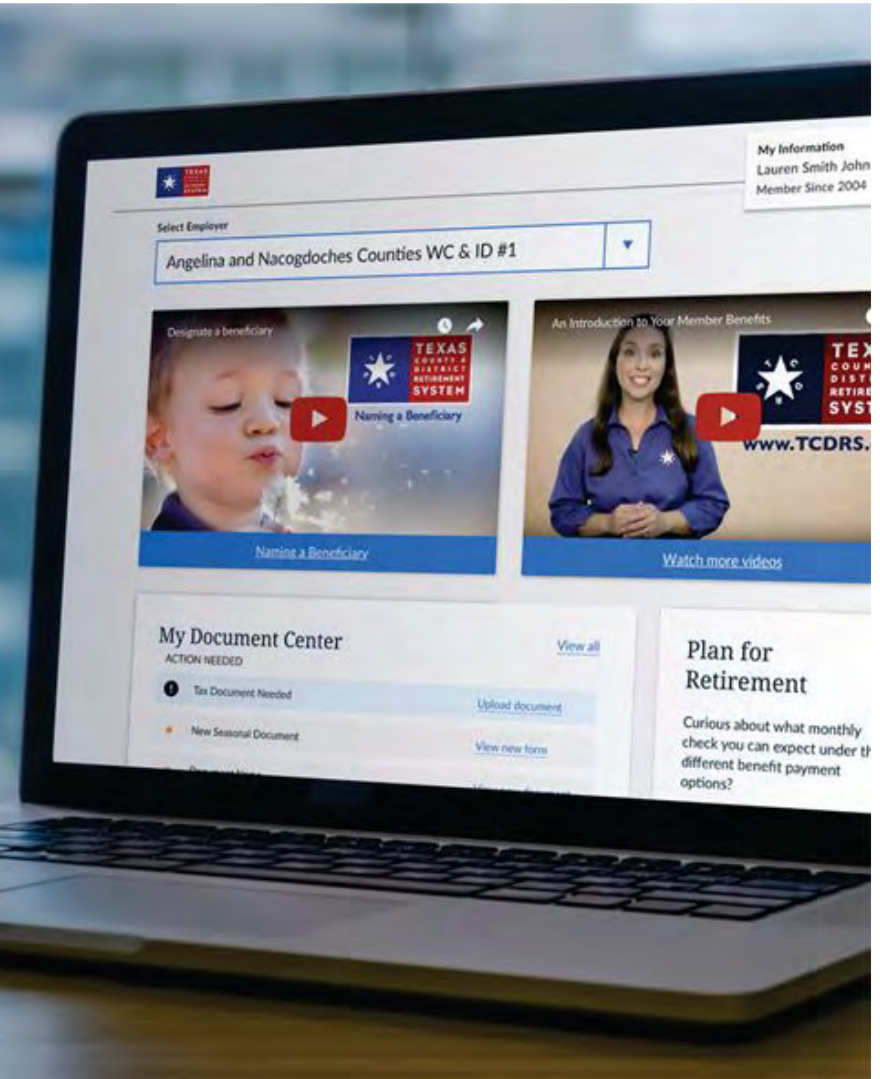 TEXAS
My Information
Lauren Smith John
Member Since 2004
Select Employer
Angelina and Nacogdoches Counties WC & ID #1
Designate a beneficiary
TEXAS
COUNTY &
DISTRICT
RETIREMENT
SYSTEM
Naming a Beneficiary
Naming a Beneficiary
An Introduction to Your Member Benefits
TEX
COUN
DIST
RETIRE
SYST
www.TCDRS.
Watch more videos
My Document Center
View all
ACTION NEEDED
Tax Document Needed
Upload document
New Seasonal Document
View new form
Plan for
Retirement
Curious about what monthly
check you can expect under th
different benefit payment
options?